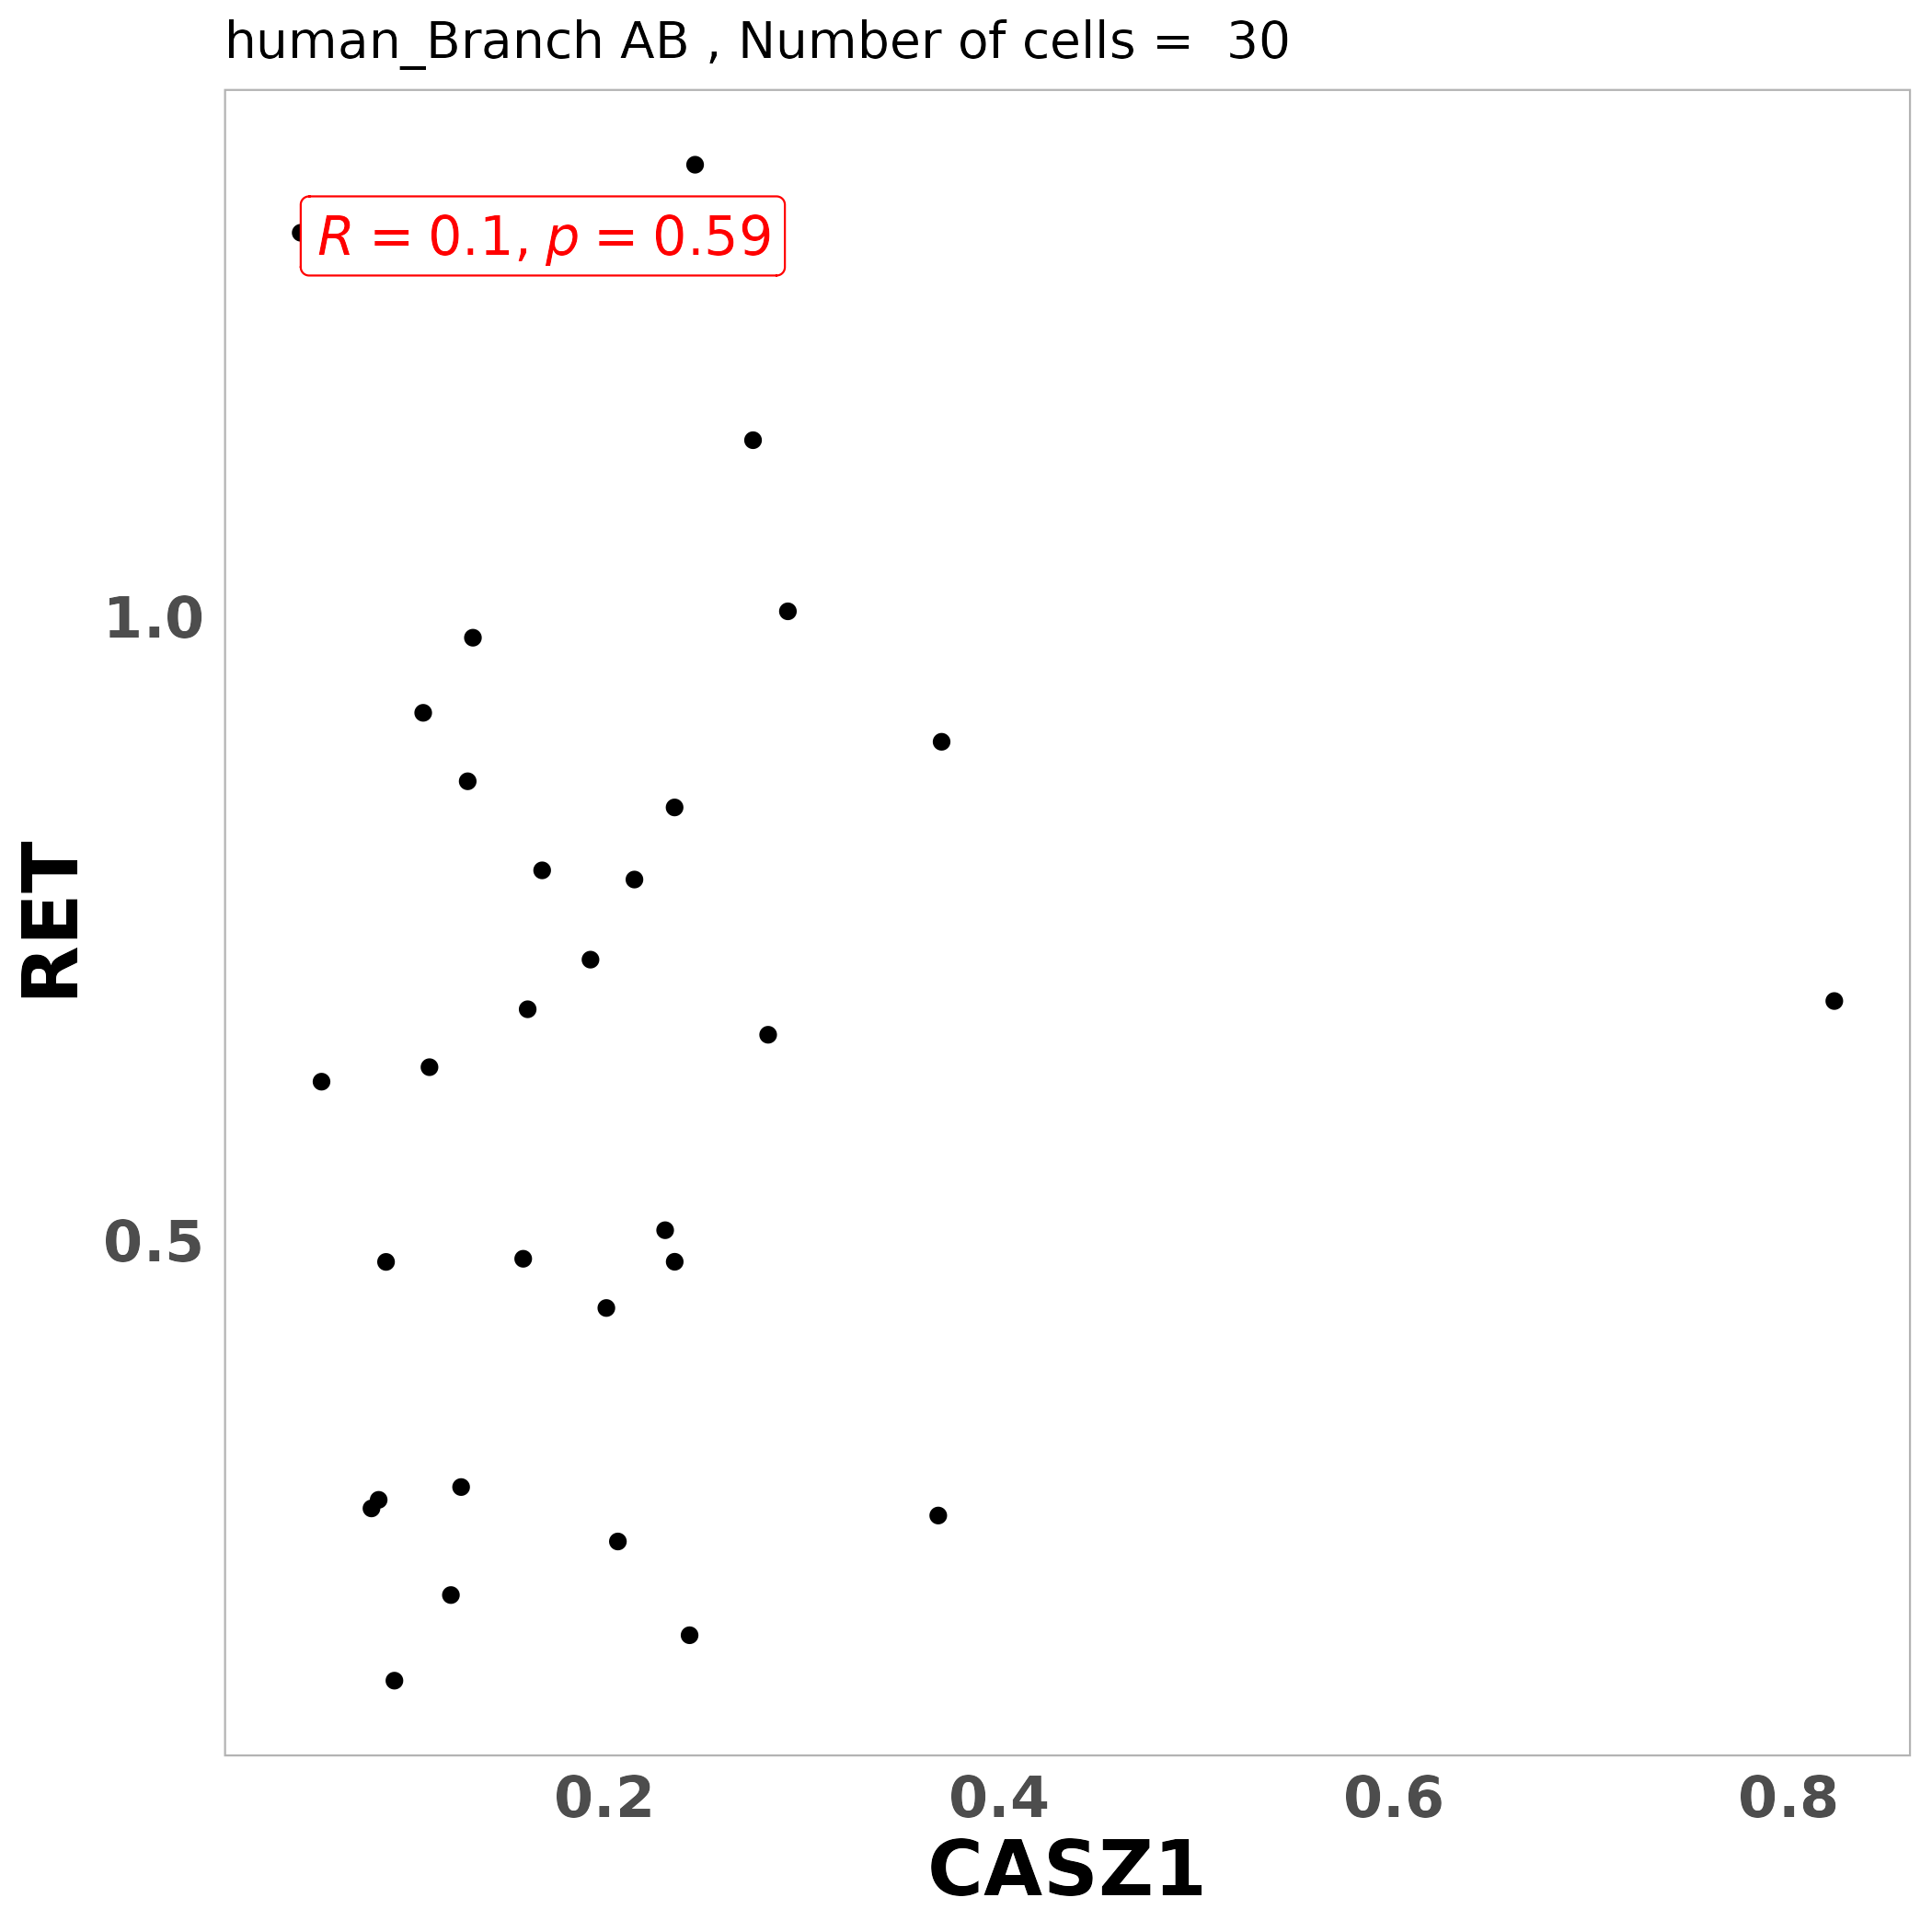 human_Branch AB , Number of cells =  30
R = 0.1, p = 0.59
1.0
0.5
RET
0.2 0.4 0.6 0.8
CASZ1